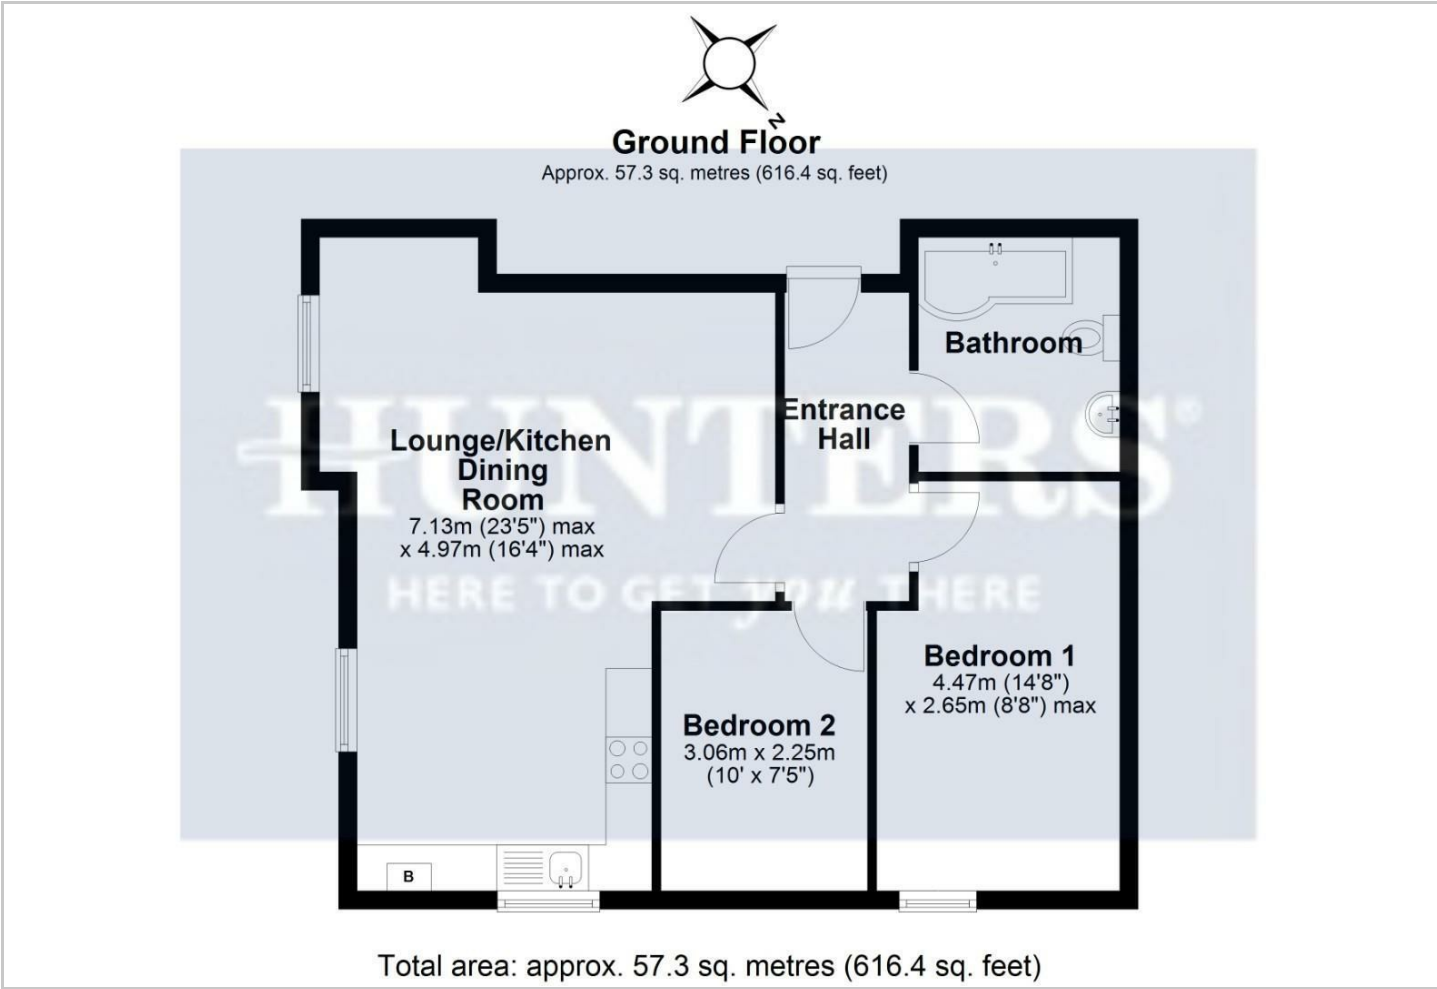 N
Ground Floor
Approx. 57.3 sq. metres (616.4 sq. feet)
Bathroom
Entrance
Hall
HUNTERS®
Lounge/Kitchen
Dining
Room
7.13m (23'5") max
x 4.97m (16'4") max
HERE TO GET you THERE
Bedroom 1
4.47m (14'8")
x 2.65m (8'8") max
Bedroom 2
3.06m x 2.25m
(10' x 7'5")
B
Total area: approx. 57.3 sq. metres (616.4 sq. feet)